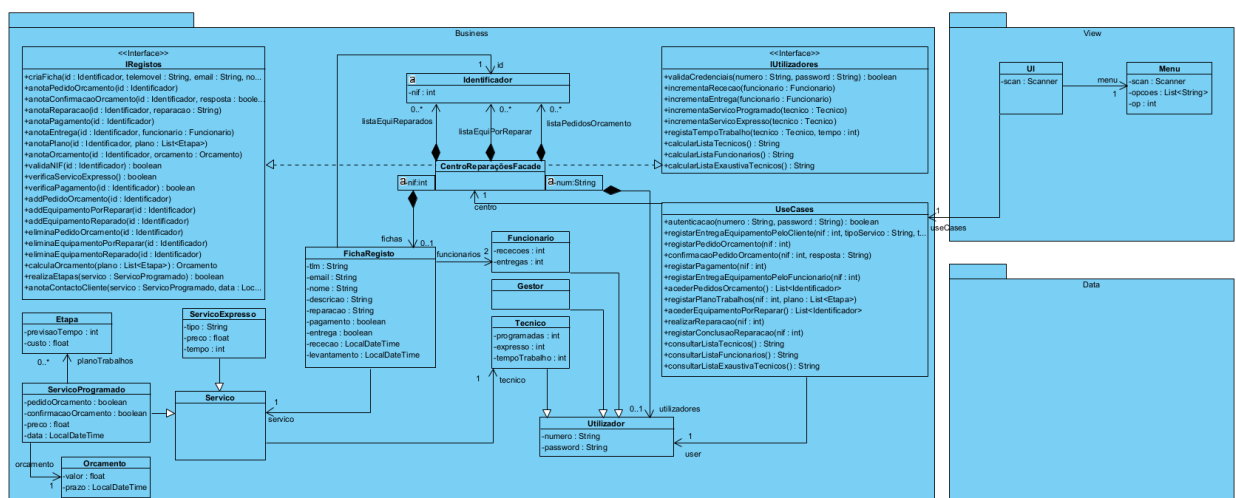 Business
<<Interface>>
IRegistos
+criaFicha(id : Identificador, telemovel : String, email : String, no...
+anotaPedidoOrcamento(id : Identificador)
+anotaConfirmacaoOrcamento(id : Identificador, resposta : boole...
+anotaReparacao(id : Identificador, reparacao : String)
+anotaPagamento(id : Identificador)
+anotaEntrega(id : Identificador, funcionario : Funcionario)
+anotaPlano(id : Identificador, plano : List<Etapa>)
+anotaOrcamento(id : Identificador, orcamento : Orcamento)
+validaNIF(id : Identificador) : boolean
+verificaServicoExpresso() : boolean
+verificaPagamento(id : Identificador) : boolean
+addPedidoOrcamento(id : Identificador)
+addEquipamentoPorReparar(id : Identificador)
+addEquipamentoReparado(id : Identificador)
+eliminaPedidoOrcamento(id : Identificador)
+eliminaEquipamentoPorReparar(id : Identificador)
+eliminaEquipamentoReparado(id : Identificador)
+calculaOrcamento(plano : List<Etapa>) : Orcamento
+realizaEtapas(servico : ServicoProgramado) : boolean
+anotaContactoCliente(servico : ServicoProgramado, data : Loc...
1
id
a
Identificador
-nif : int
0..*
0..*
0..*
listaEquiReparados
listaEquiPorReparar
listaPedidosOrcamento
CentroReparaçõesFacade
a-nif:int
a-num:String
<<Interface>>
IUtilizadores
+validaCredenciais(numero : String, password : String) : boolean
+incrementaRececao(funcionario : Funcionario)
+incrementaEntrega(funcionario : Funcionario)
+incrementaServicoProgramado(tecnico : Tecnico)
+incrementaServicoExpresso(tecnico : Tecnico)
+registaTempoTrabalho(tecnico : Tecnico, tempo : int)
+calcularListaTecnicos() : String
+calcularListaFuncionarios() : String
+calcularListaExaustivaTecnicos() : String
1
centro
UseCases
+autenticacao(numero : String, password : String) : boolean
+registarEntregaEquipamentoPeloCliente(nif : int, tipoServico : String, t...
+registarPedidoOrcamento(nif : int)
+confirmacaoPedidoOrcamento(nif : int, resposta : String)
+registarPagamento(nif : int)
+registarEntregaEquipamentoPeloFuncionario(nif : int)
+acederPedidosOrcamento() : List<Identificador>
+registarPlanoTrabalhos(nif : int, plano : List<Etapa>)
+acederEquipamentoPorReparar() : List<Identificador>
+realizarReparacao(nif : int)
+registarConclusaoReparacao(nif : int)
+consultarListaTecnicos() : String
+consultarListaFuncionarios() : String
+consultarListaExaustivaTecnicos() : String
fichas
0..1
FichaRegisto
-tlm : String
-email : String
-nome : String
-descricao : String
-reparacao : String
-pagamento : boolean
-entrega : boolean
-rececao : LocalDateTime
-levantamento : LocalDateTime
funcionarios
2
Funcionario
-rececoes : int
-entregas : int
Gestor
Tecnico
-programadas : int
-expresso : int
-tempoTrabalho : int
1
tecnico
0..1
utilizadores
Utilizador
-numero : String
-password : String
1
user
Etapa
-previsaoTempo : int
-custo : float
0..*
planoTrabalhos
ServicoExpresso
-tipo : String
-preco : float
-tempo : int
ServicoProgramado
-pedidoOrcamento : boolean
-confirmacaoOrcamento : boolean
-preco : float
-data : LocalDateTime
Servico
1
servico
orcamento
1
Orcamento
-valor : float
-prazo : LocalDateTime
View
UI
-scan : Scanner
menu
1
Menu
-scan : Scanner
-opcoes : List<String>
-op : int
1
useCases
Data